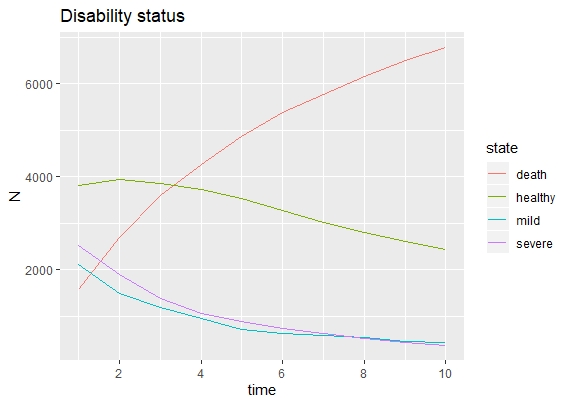 Disability status
6000
4000
2000
N
2
4
6
8
10
time
state
death
healthy
mild
severe